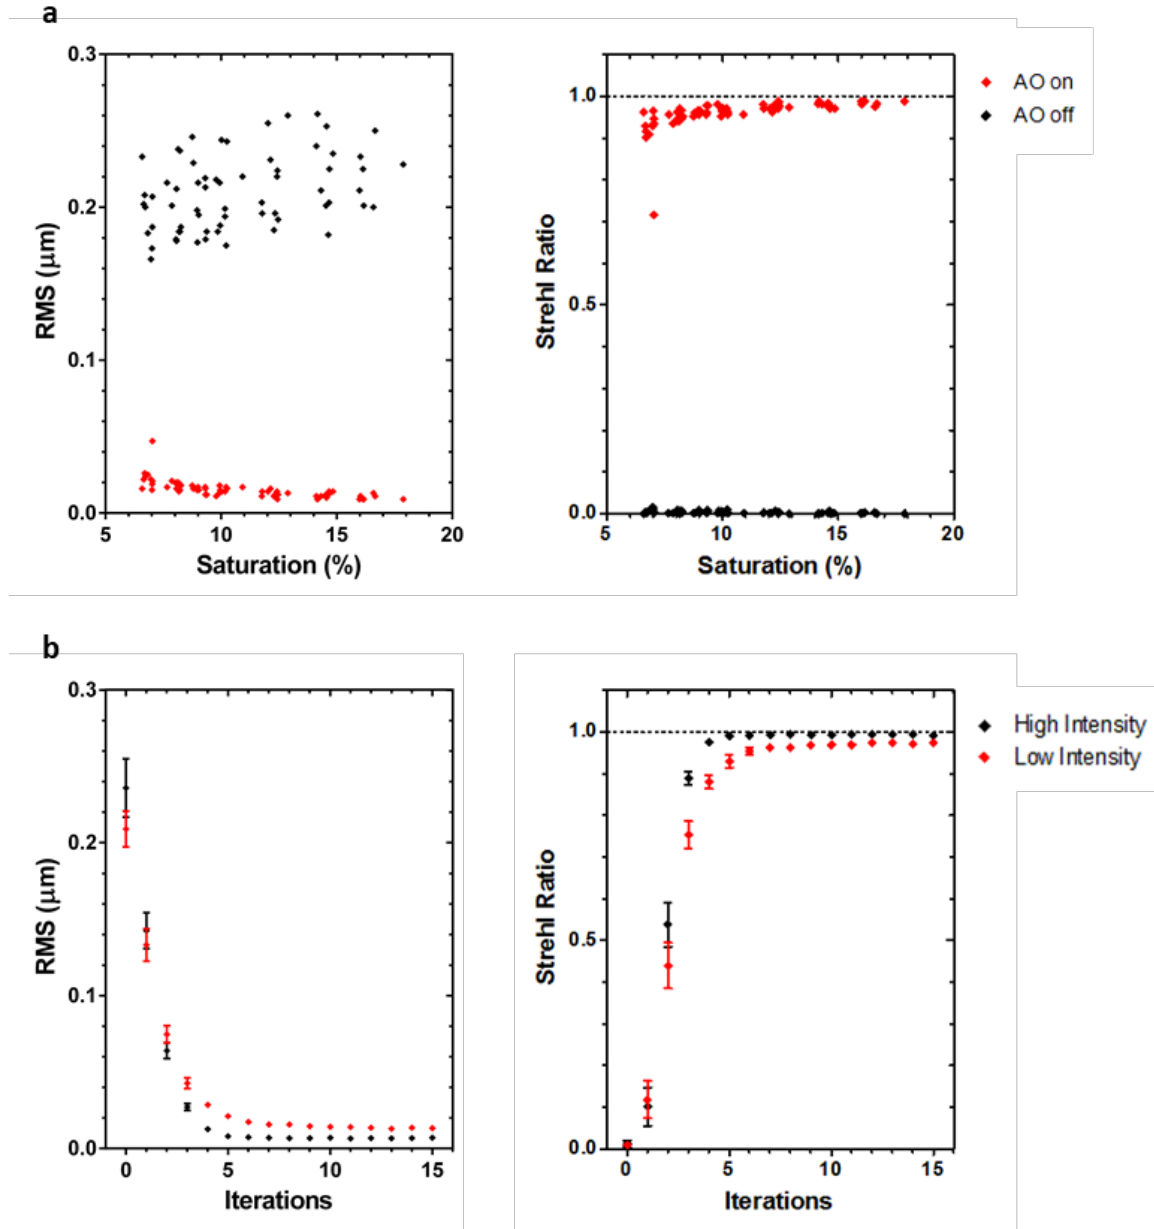 a
0.3
0.2
0.1
0.0
RMS (μm)
5 10 15 20
Saturation (%)
1.0
0.5
0.0
Strehl Ratio
5 10 15 20
Saturation (%)
AO on
AO off
b
0.3
0.2
0.1
0.0
RMS (μm)
0 5 10 15
Iterations
1.0
0.5
0.0
Strehl Ratio
0 5 10 15
Iterations
High Intensity
Low Intensity